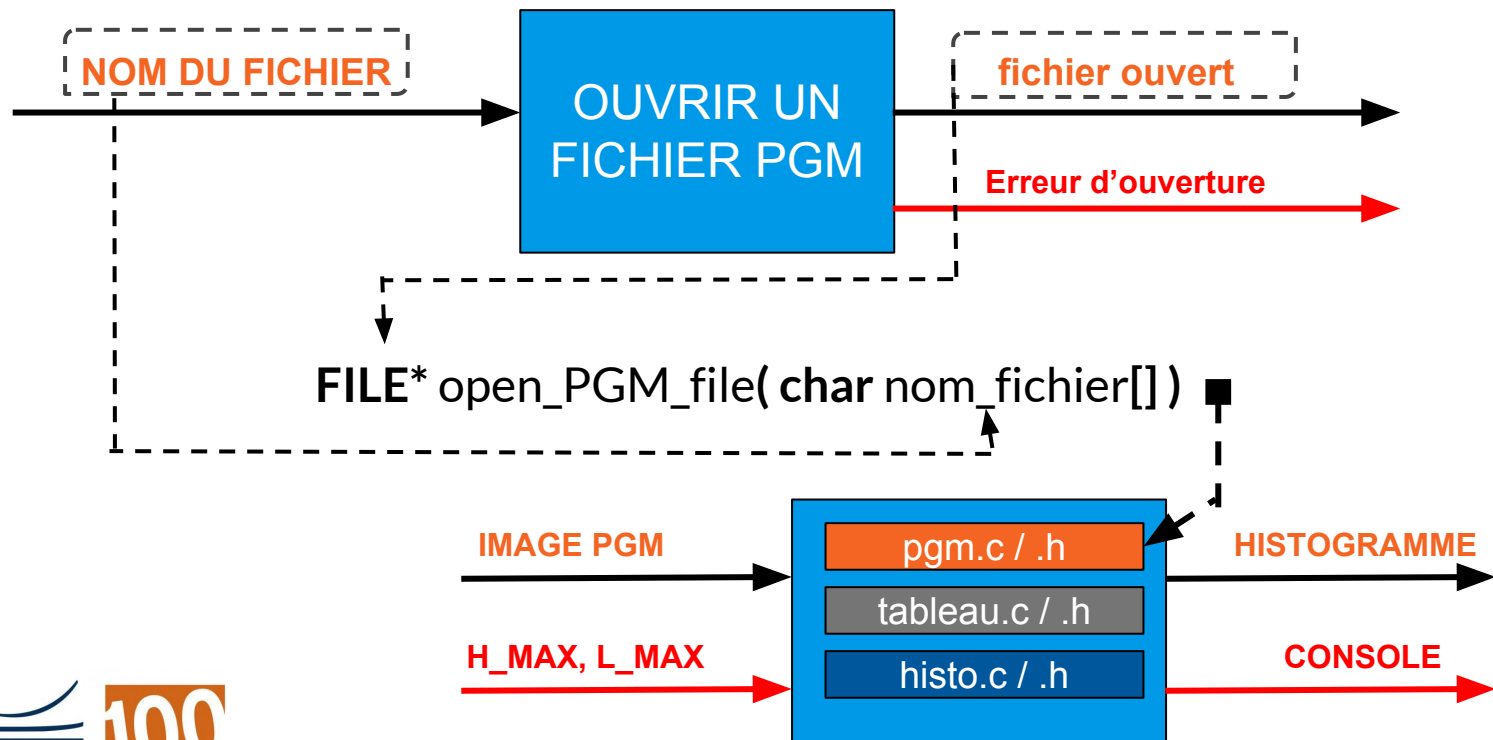 NOM DU FICHIER
fichier ouvert
OUVRIR UN
FICHIER PGM
Erreur d’ouverture
FILE* open_PGM_file( char nom_fichier[] )
IMAGE PGM
pgm.c / .h
HISTOGRAMME
tableau.c / .h
H_MAX, L_MAX
histo.c / .h
CONSOLE
100